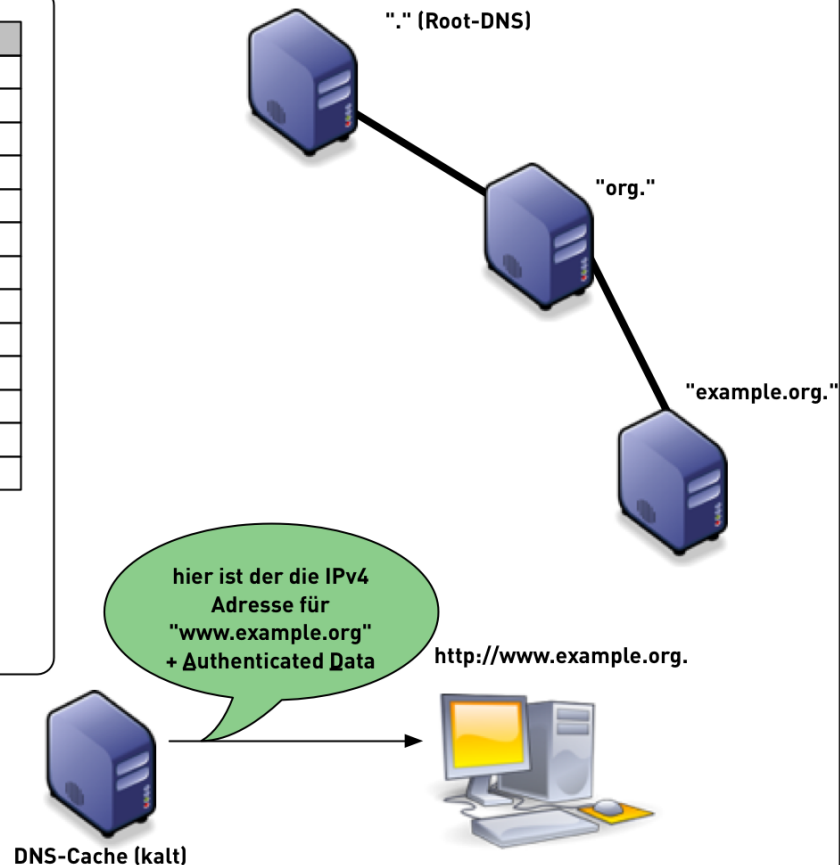 "." (Root-DNS)
"org."
"example.org."
hier ist der die IPv4
Adresse für
"www.example.org"
+ Authenticated Data
http://www.example.org.
DNS-Cache (kalt)